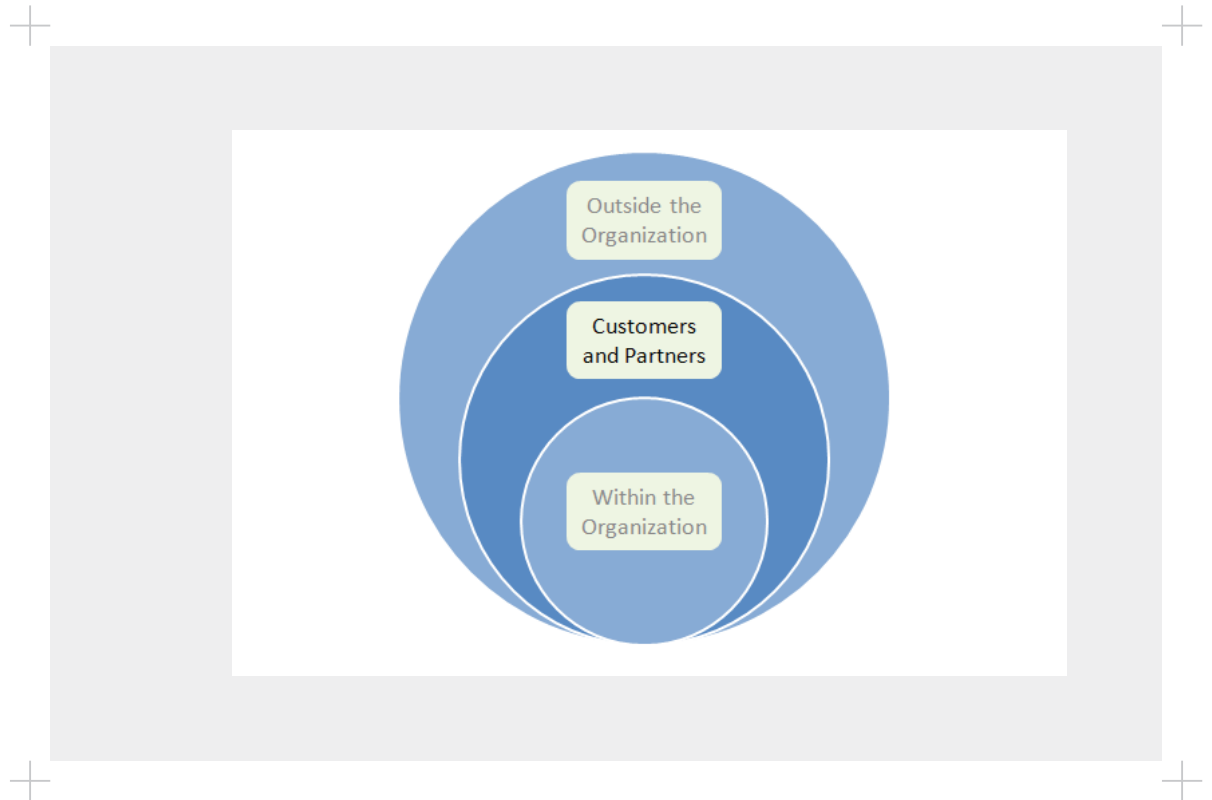 Outside the
Organization
Customers
and Partners
Within the
Organization